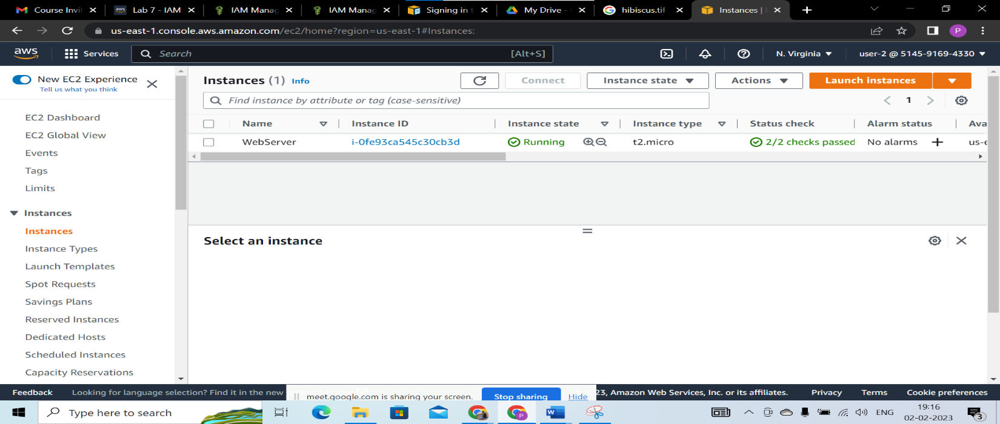 Course Invi
Lab 7 - IAM
IAM Manag
IAM Manag
Signing in t
My Drive -
hibiscus.tif
Instances |
us-east-1.console.aws.amazon.com/ec2/home?region=us-east-1#Instances:
P
aws
Services
Search
[Alt+S]
N. Virginia
user-2 @ 5145-9169-4330
New EC2 Experience
Tell us what you think
EC2 Dashboard
EC2 Global View
Events
Tags
Limits
Instances
Instances
Instance Types
Launch Templates
Spot Requests
Savings Plans
Reserved Instances
Dedicated Hosts
Scheduled Instances
Capacity Reservations
Instances (1) Info
Connect
Instance state
Actions
Launch instances
Find instance by attribute or tag (case-sensitive)
1
Name
Instance ID
Instance state
Instance type
Status check
Alarm status
Ava
WebServer
i-0fe93ca545c30cb3d
Running
t2.micro
2/2 checks passed
No alarms
us-e
Select an instance
Feedback
Looking for language selection? Find it in the new
meet.google.com is sharing your screen.
Stop sharing
Hide
23, Amazon Web Services, Inc. or its affiliates.
Privacy
Terms
Cookie preferences
Type here to search
P
W
ENG
19:16
02-02-2023
3